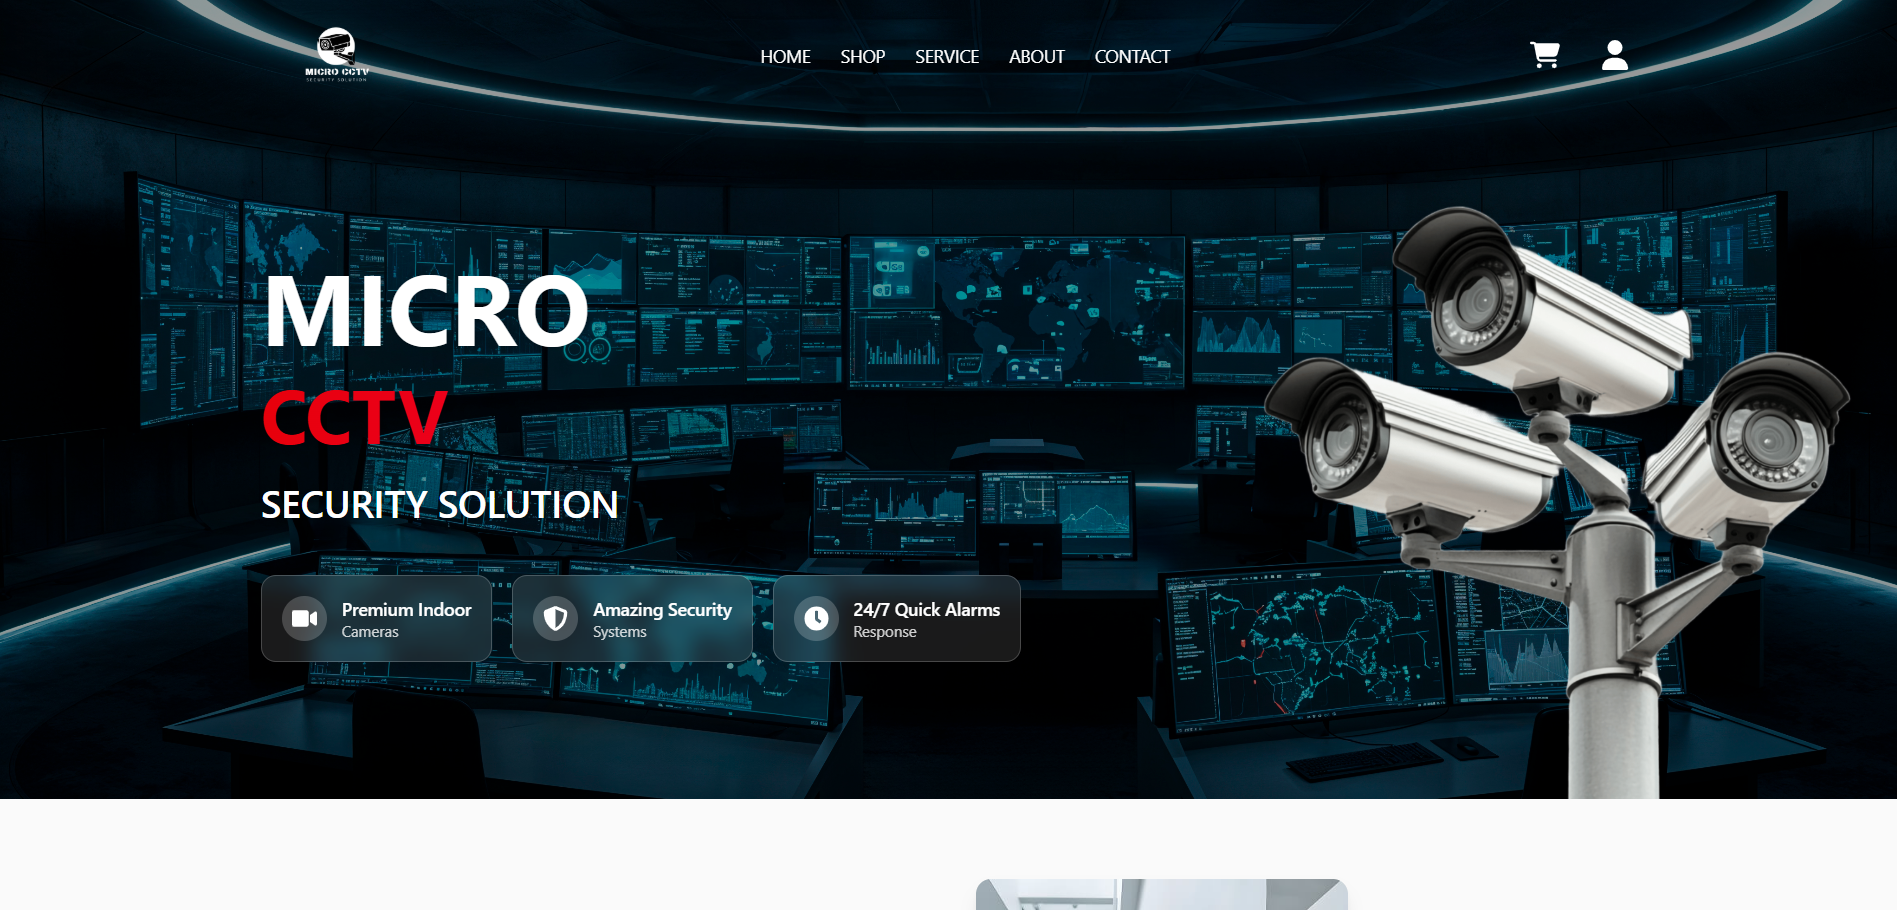 MICRO CCTV
SECURITY SOLUTION
HOME
SHOP
SERVICE
ABOUT
CONTACT
MICRO
CCTV
SECURITY SOLUTION
Premium Indoor
Cameras
Amazing Security
Systems
24/7 Quick Alarms
Response